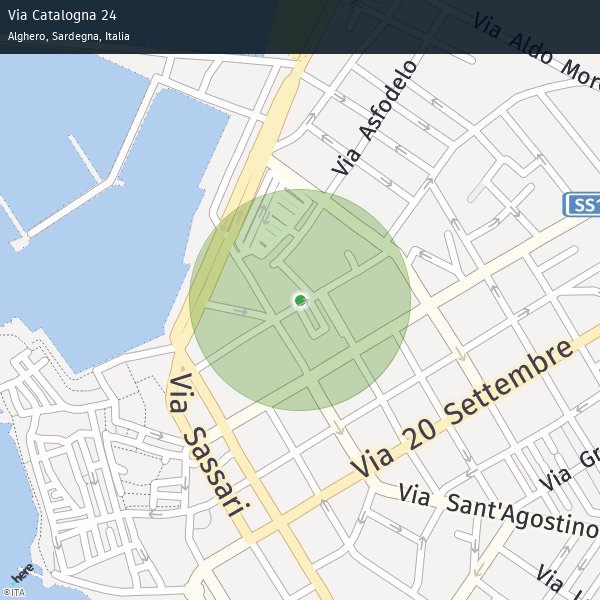 Via Catalogna 24
Alghero, Sardegna, Italia
Via Aldo Moro
Via Asfodelo
SS1
Via 20 Settembre
Via Sassari
Via Gr
Via Sant'Agostino
Via
here
©ITA